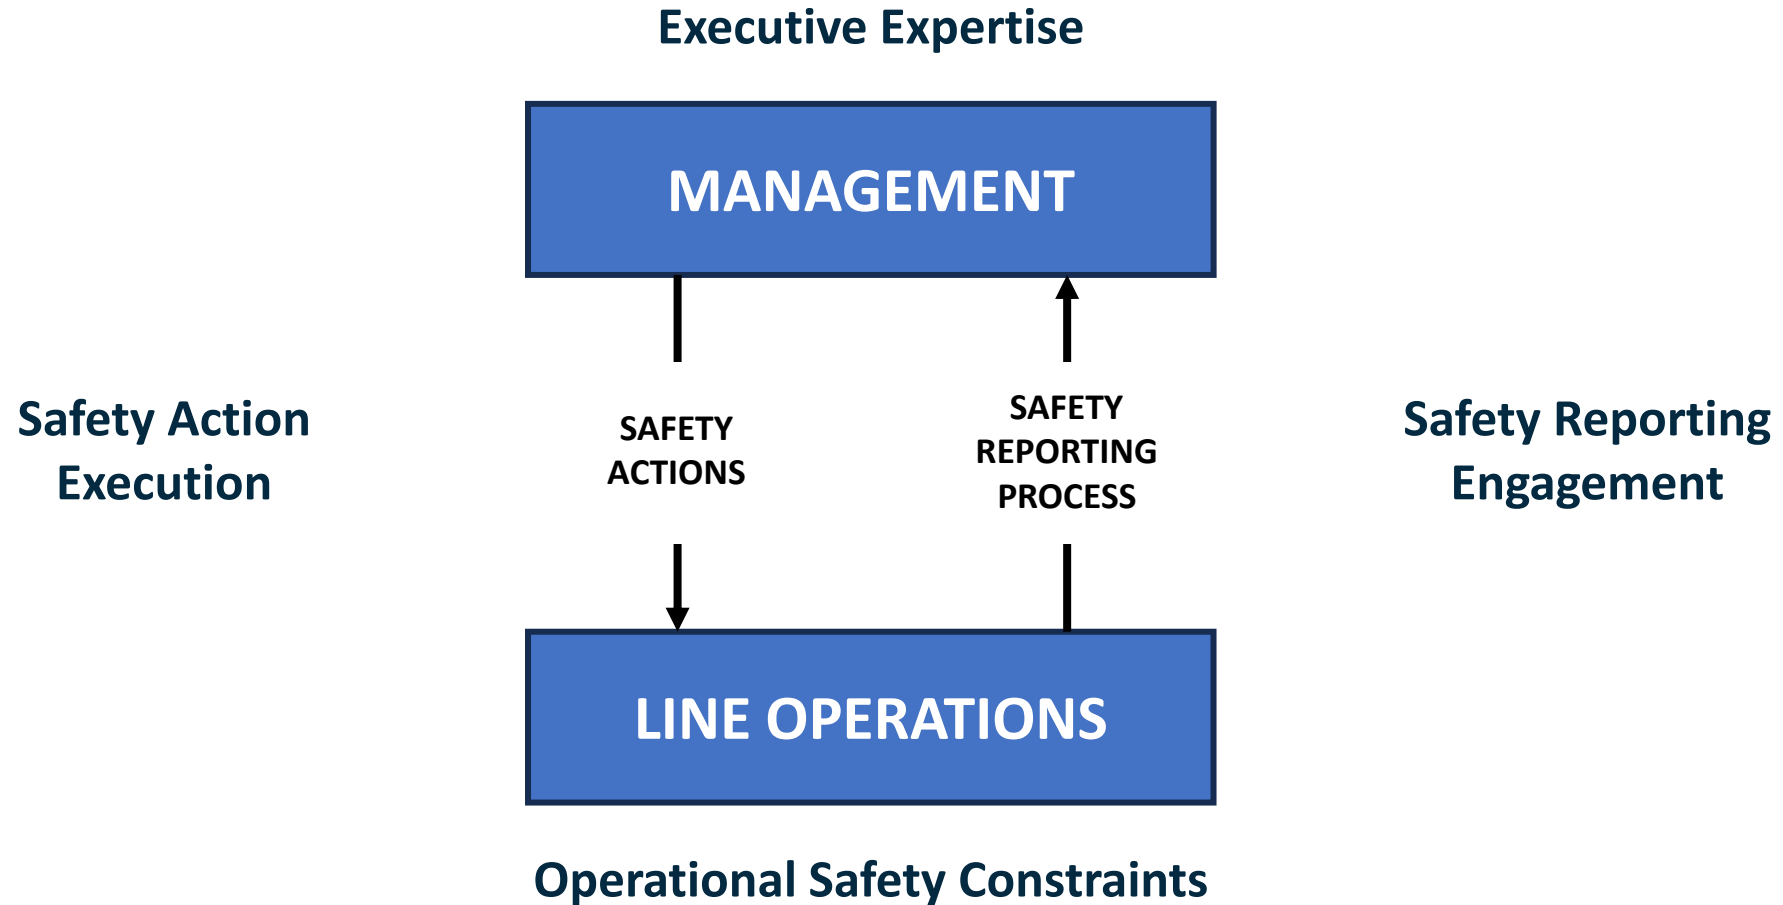 Executive Expertise
MANAGEMENT
Safety Action
Execution
SAFETY
ACTIONS
SAFETY
REPORTING
PROCESS
Safety Reporting
Engagement
LINE OPERATIONS
Operational Safety Constraints